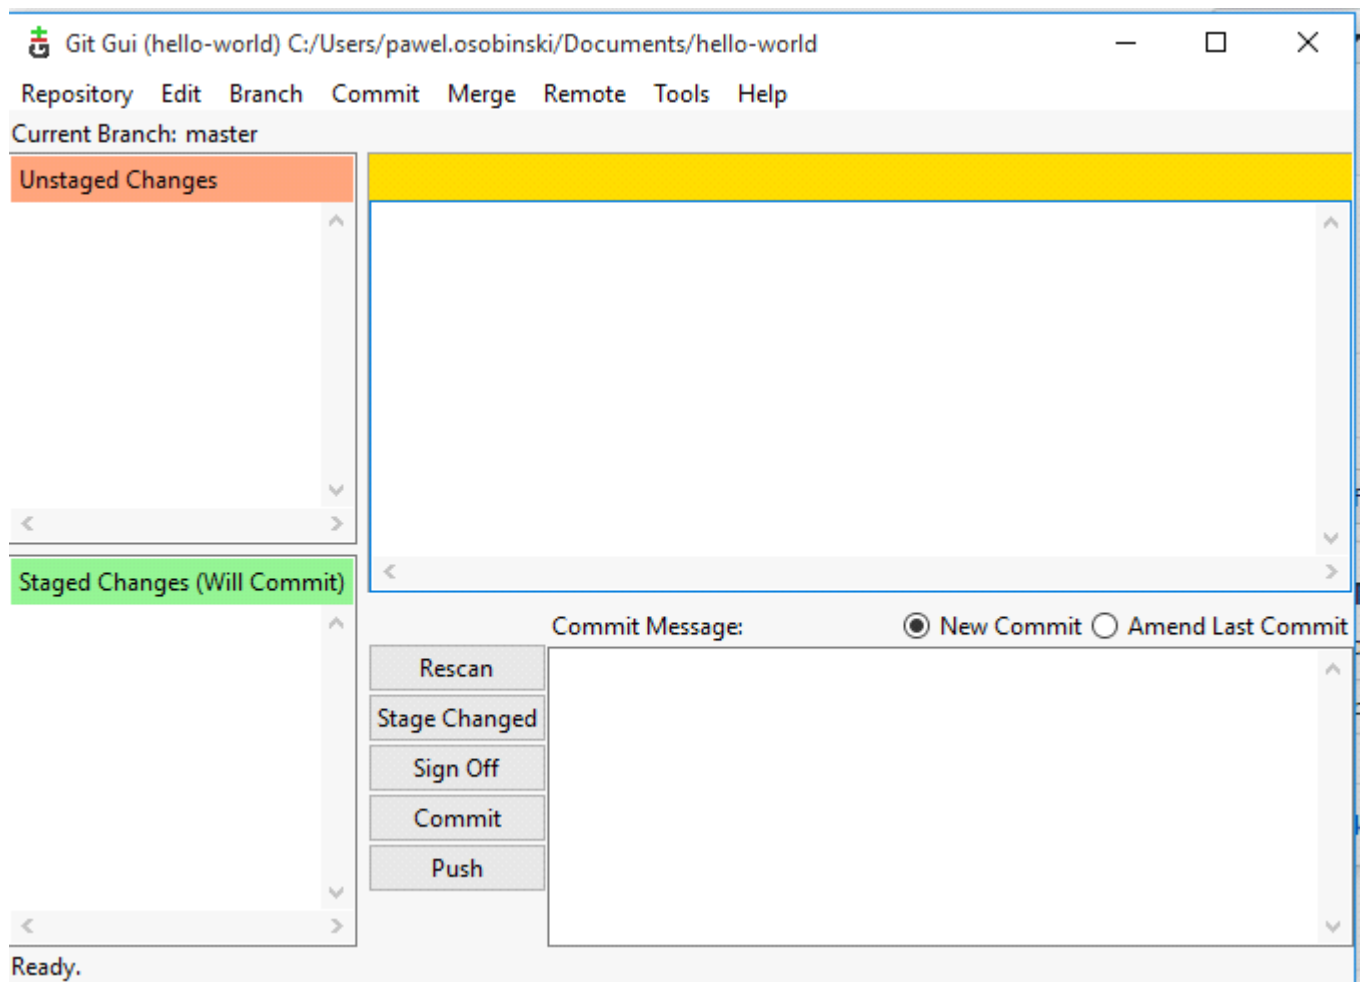 Git Gui (hello-world) C:/Users/pawel.osobinski/Documents/hello-world
Repository Edit Branch Commit Merge Remote Tools Help
Current Branch: master
Unstaged Changes
Staged Changes (Will Commit)
Commit Message: New Commit Amend Last Commit
Rescan
Stage Changed
Sign Off
Commit
Push
Ready.